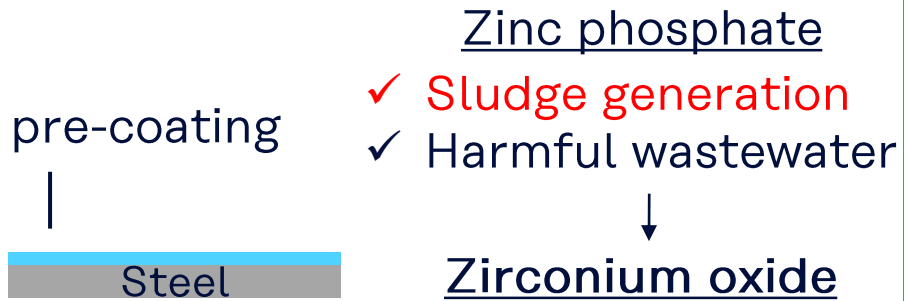 Zinc phosphate
✓ Sludge generation
✓ Harmful wastewater
pre-coating
Steel
Zirconium oxide